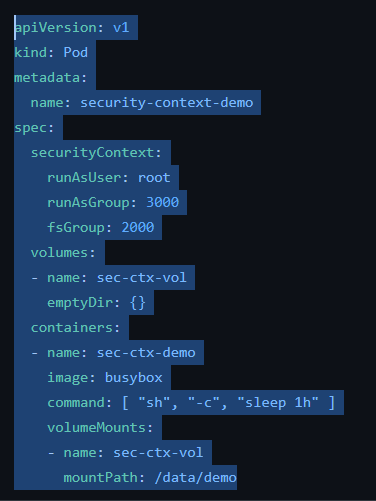 apiVersion: v1
kind: Pod
metadata:
  name: security-context-demo
spec:
  securityContext:
    runAsUser: root
    runAsGroup: 3000
    fsGroup: 2000
  volumes:
  - name: sec-ctx-vol
    emptyDir: {}
  containers:
  - name: sec-ctx-demo
    image: busybox
    command: [ "sh", "-c", "sleep 1h" ]
    volumeMounts:
    - name: sec-ctx-vol
      mountPath: /data/demo